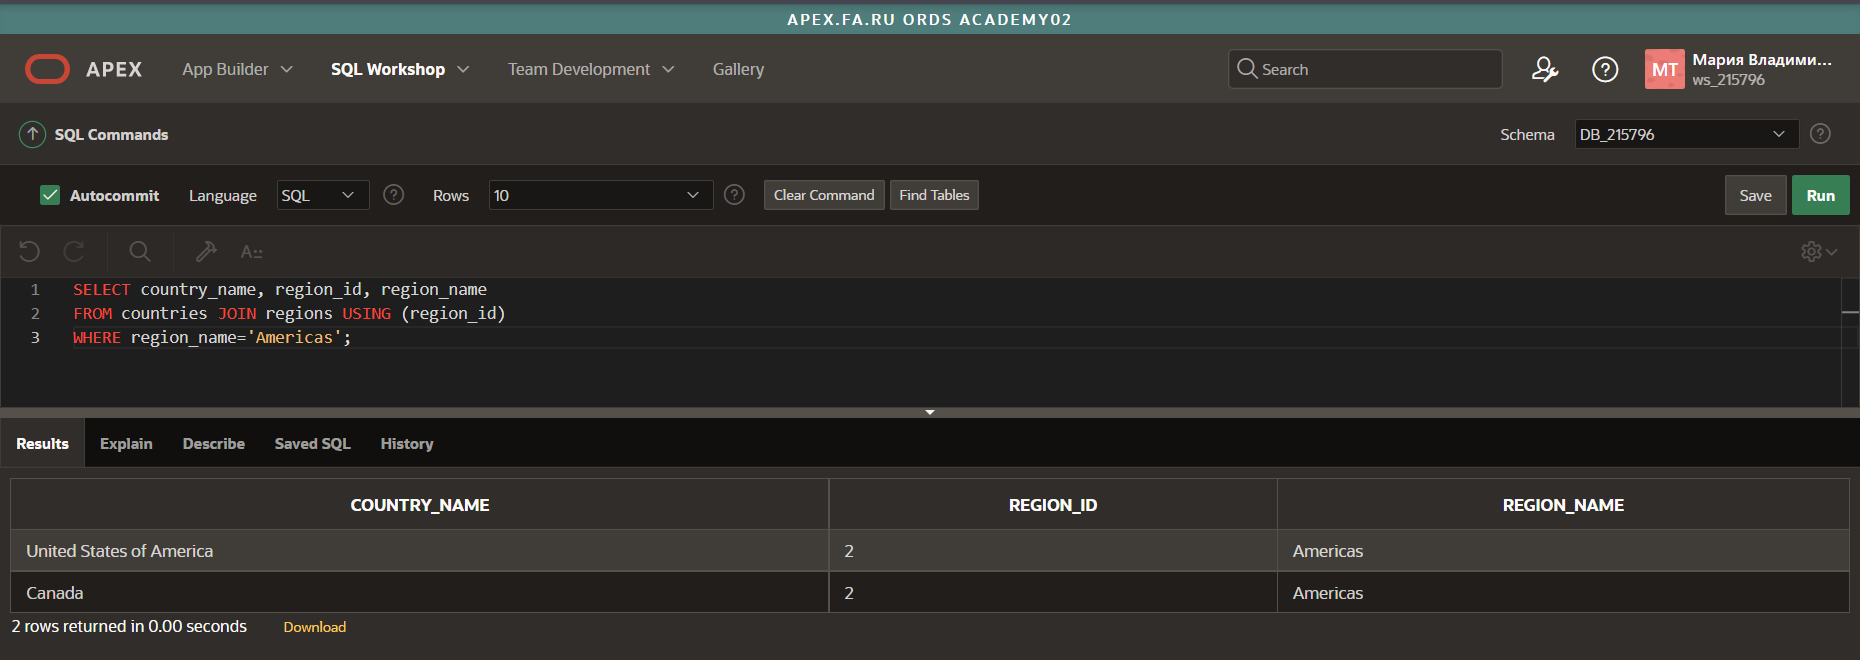 APEX.FA.RU ORDS ACADEMY02
APEX App Builder SQL Workshop Team Development Gallery Search ? MT Мария Владими...
ws_215796
SQL Commands Schema DB_215796 ?
Autocommit Language SQL ? Rows 10 ? Clear Command Find Tables Save Run
A::
1 SELECT country_name, region_id, region_name
2 FROM countries JOIN regions USING (region_id)
3 WHERE region_name='Americas';
Results Explain Describe Saved SQL History
COUNTRY_NAME REGION_ID REGION_NAME
United States of America 2 Americas
Canada 2 Americas
2 rows returned in 0.00 seconds Download